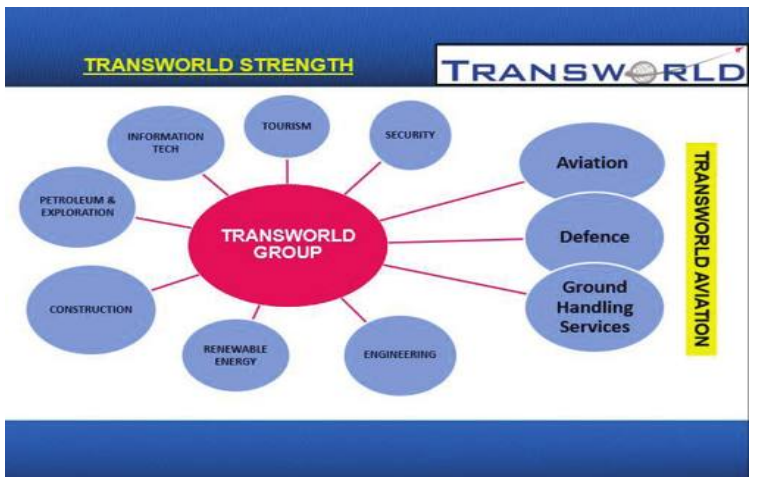 TRANSWORLD STRENGTH
TRANSWORLD
INFORMATION
TECH
TOURISM
SECURITY
PETROLEUM &
EXPLORATION
TRANSWORLD
GROUP
CONSTRUCTION
RENEWABLE
ENERGY
ENGINEERING
Aviation
Defence
Ground
Handling
Services
TRANSWORLD AVIATION